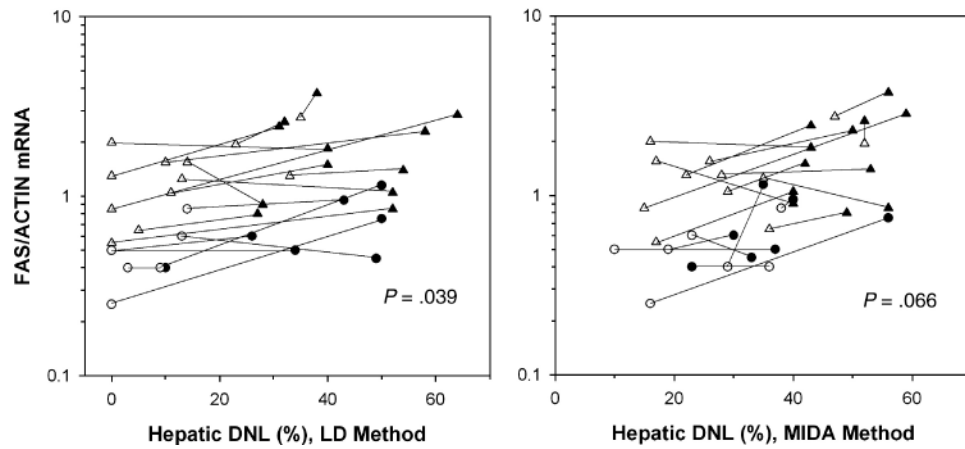 FAS/ACTIN mRNA
10
1
0.1
0
20
40
60
P = .039
Hepatic DNL (%), LD Method
10
1
0.1
0
20
40
60
P = .066
Hepatic DNL (%), MIDA Method